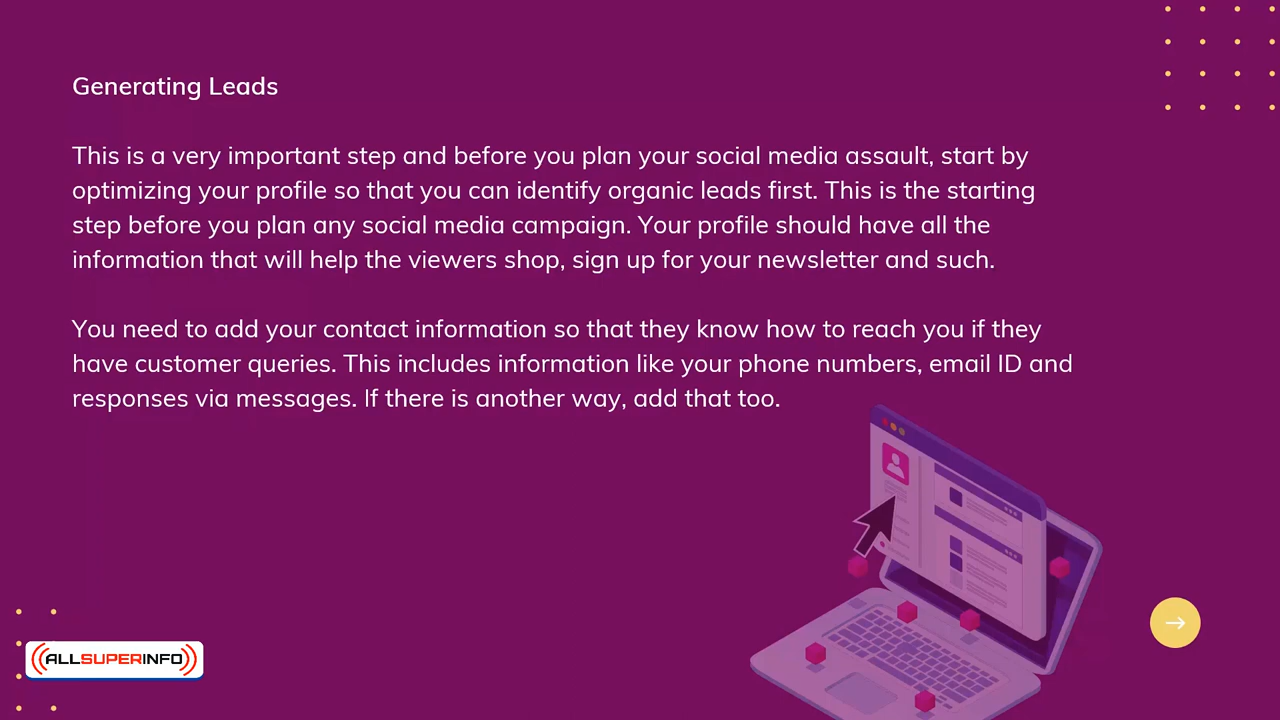 Generating Leads
This is a very important step and before you plan your social media assault, start by
optimizing your profile so that you can identify organic leads first. This is the starting
step before you plan any social media campaign. Your profile should have all the
information that will help the viewers shop, sign up for your newsletter and such.
You need to add your contact information so that they know how to reach you if they
have customer queries. This includes information like your phone numbers, email ID and
responses via messages. If there is another way, add that too.
ALLSUPERINFO